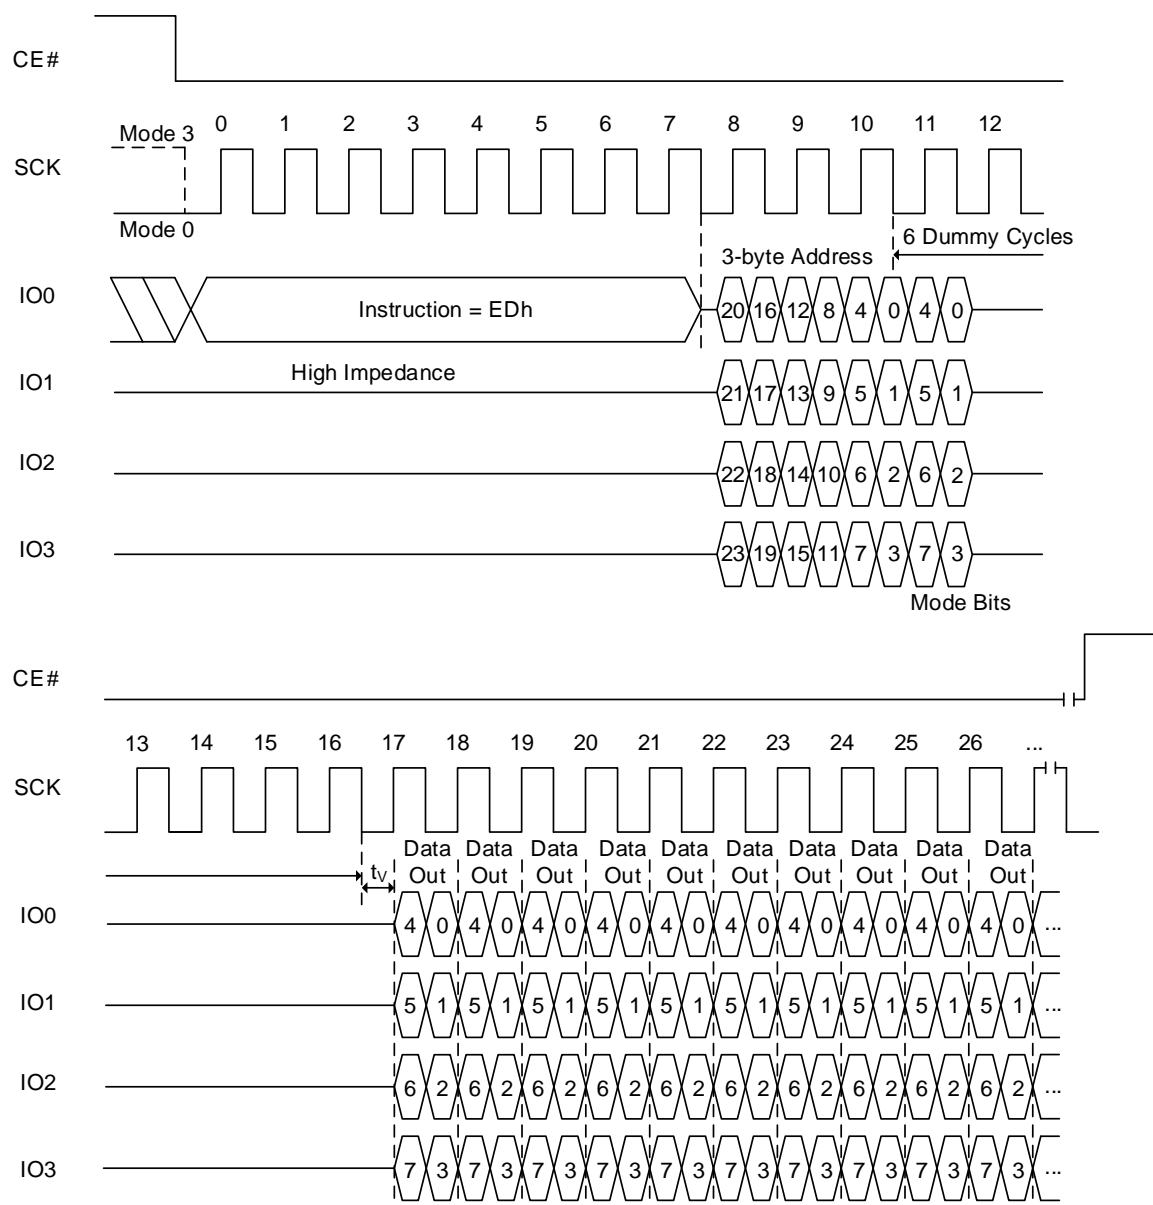 CE#
Mode 3
0 1 2 3 4 5 6 7 8 9 10 11 12
SCK
Mode 0
6 Dummy Cycles
3-byte Address
IO0
Instruction = EDh
20 16 12 8 4 0 4 0
IO1
High Impedance
21 17 13 9 5 1 5 1
IO2
22 18 14 10 6 2 6 2
IO3
23 19 15 11 7 3 7 3
Mode Bits
CE#
13 14 15 16 17 18 19 20 21 22 23 24 25 26 ...
SCK
Data Data Data Data Data Data Data Data Data Data
tV Out Out Out Out Out Out Out Out Out Out
IO0
4 0 4 0 4 0 4 0 4 0 4 0 4 0 4 0 4 0 4 0 ...
IO1
5 1 5 1 5 1 5 1 5 1 5 1 5 1 5 1 5 1 5 1 ...
IO2
6 2 6 2 6 2 6 2 6 2 6 2 6 2 6 2 6 2 6 2 ...
IO3
7 3 7 3 7 3 7 3 7 3 7 3 7 3 7 3 7 3 7 3 ...